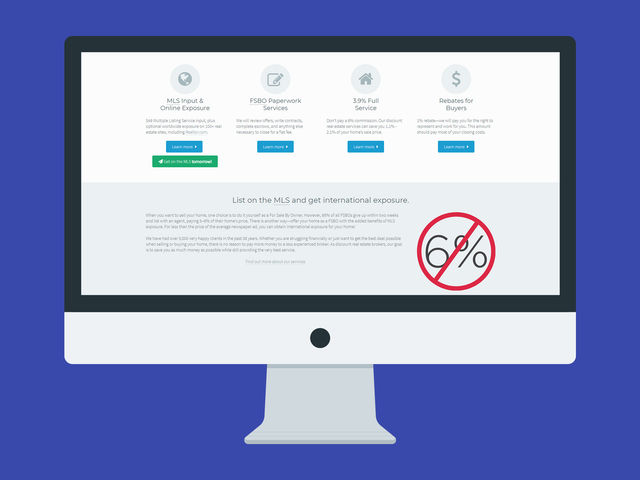 MLS Input &
Online Exposure
Sell Multiple Listing Service input, plus
optional worldwide exposure on 100+ real
estate sites, including Realtor.com.
Learn more
Get on the MLS tomorrow!
FSBO Paperwork
Services
We will review offers, write contracts,
complete escrows, and anything else
necessary to close for a flat fee.
Learn more
3.9% Full
Service
Don't pay a 6% commission. Our discount
real estate services can save you
of your home's sale price.
Learn more
Rebates for
Buyers
1% rebate—we will pay you for the right to
represent and work for you. This amount
should pay most of your closing costs.
Learn more
List on the MLS and get international exposure.
When you want to sell your home, one choice is to do it yourself as a For Sale By Owner. However, of all FSBOs give up within two weeks
and list with an agent, paying of their home's price. There is another way—offer your home as a FSBO with the added benefits of MLS
exposure. For less than the price of the average newspaper ad, you can obtain international exposure for your home!
We have had over very happy clients in the past years. Whether you are struggling financially or just want to get the best deal possible
when selling or buying your home, there is no reason to pay more money to a less experienced broker. As discount real estate brokers, our goal
is to save you as much money as possible while still providing the very best service.
Find out more about our services
6%